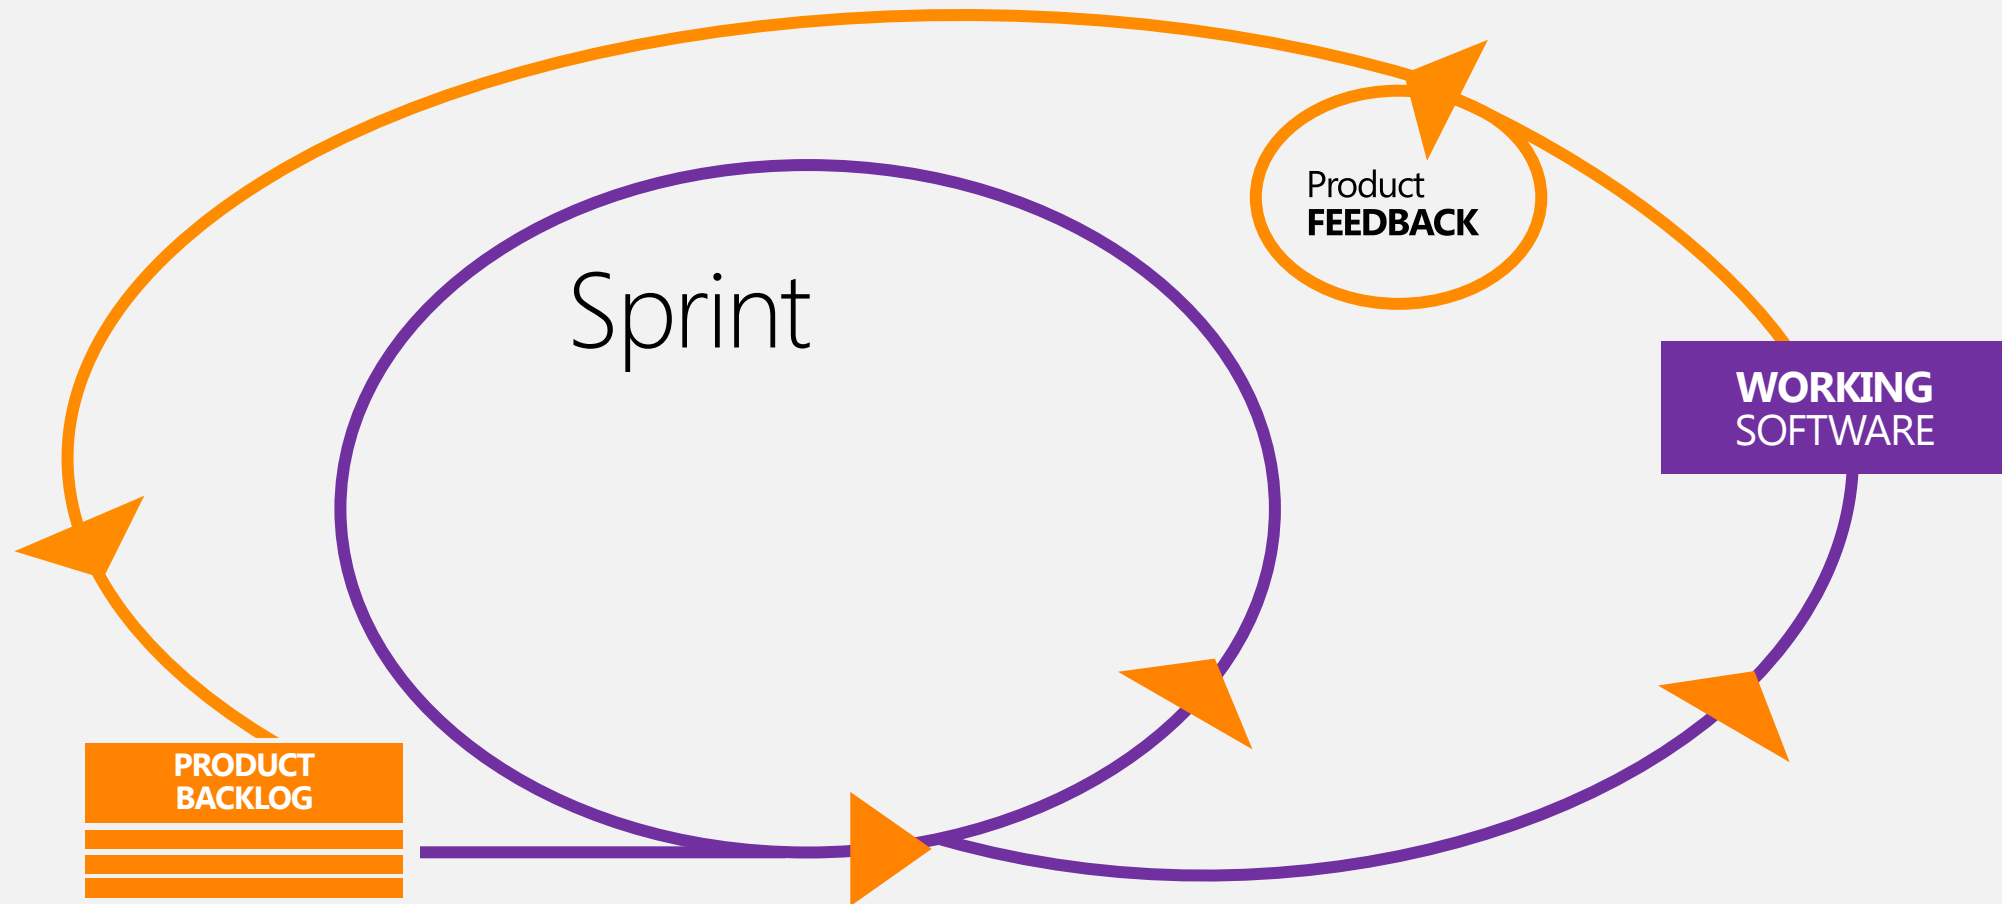 Product
FEEDBACK
Sprint
WORKING
SOFTWARE
PRODUCT
BACKLOG